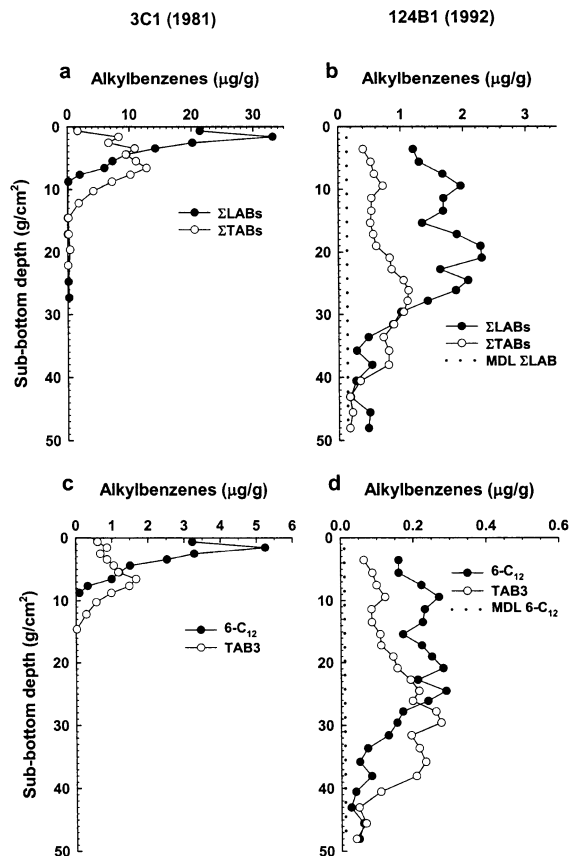 3C1 (1981)
124B1 (1992)
a
Alkylbenzenes (µg/g)
0 10 20 30
0
10
20
30
40
50
Sub-bottom depth (g/cm²)
ΣLABs
ΣTABs
b
Alkylbenzenes (µg/g)
0 1 2 3
0
10
20
30
40
50
ΣLABs
ΣTABs
MDL ΣLAB
c
Alkylbenzenes (µg/g)
0 1 2 3 4 5 6
0
10
20
30
40
50
Sub-bottom depth (g/cm²)
6-C₁₂
TAB3
d
Alkylbenzenes (µg/g)
0.0 0.2 0.4 0.6
0
10
20
30
40
50
6-C₁₂
TAB3
MDL 6-C₁₂